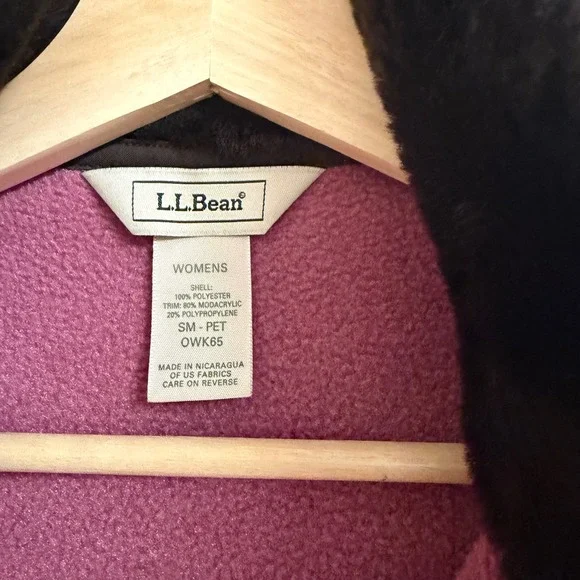 L.L.Bean®
WOMENS
SHELL:
100% POLYESTER
TRIM: 80% MODACRYLIC
20% POLYPROPYLENE
SM - PET
OWK65
MADE IN NICARAGUA
OF US FABRICS
CARE ON REVERSE